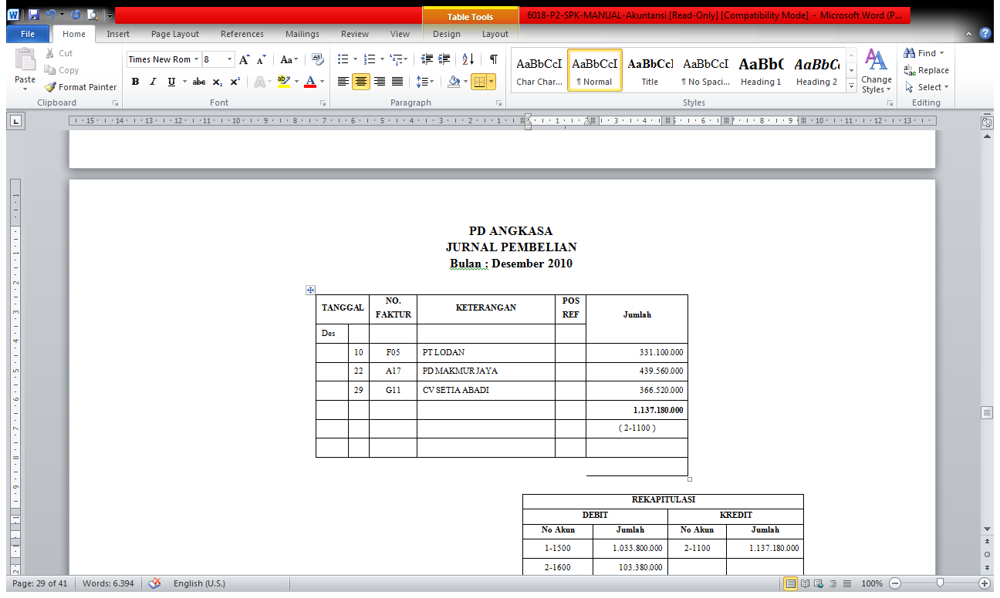 6018-P2-SPK-MANUAL-Akuntansi [Read-Only] [Compatibility Mode] - Microsoft Word (P...
Table Tools
File Home Insert Page Layout References Mailings Review View Design Layout
Paste
Cut
Copy
Format Painter
Clipboard
Times New Rom 8
Font
Paragraph
AaBbCcI AaBbCcI AaBbCcI AaBbCcI AaBbC AaBbCc
Char Char... ¶ Normal Title ¶ No Spaci... Heading 1 Heading 2
Change Styles
Styles
Find
Replace
Select
Editing
PD ANGKASA
JURNAL PEMBELIAN
Bulan : Desember 2010
TANGGAL NO. FAKTUR KETERANGAN POS REF Jumlah
Des
10 F05 PT LODAN 331.100.000
22 A17 PD MAKMUR JAYA 439.560.000
29 G11 CV SETIA ABADI 366.520.000
1.137.180.000
( 2-1100 )
REKAPITULASI
DEBIT KREDIT
No Akun Jumlah No Akun Jumlah
1-1500 1.033.800.000 2-1100 1.137.180.000
2-1600 103.380.000
Page: 29 of 41 Words: 6.394 English (U.S.) 100%